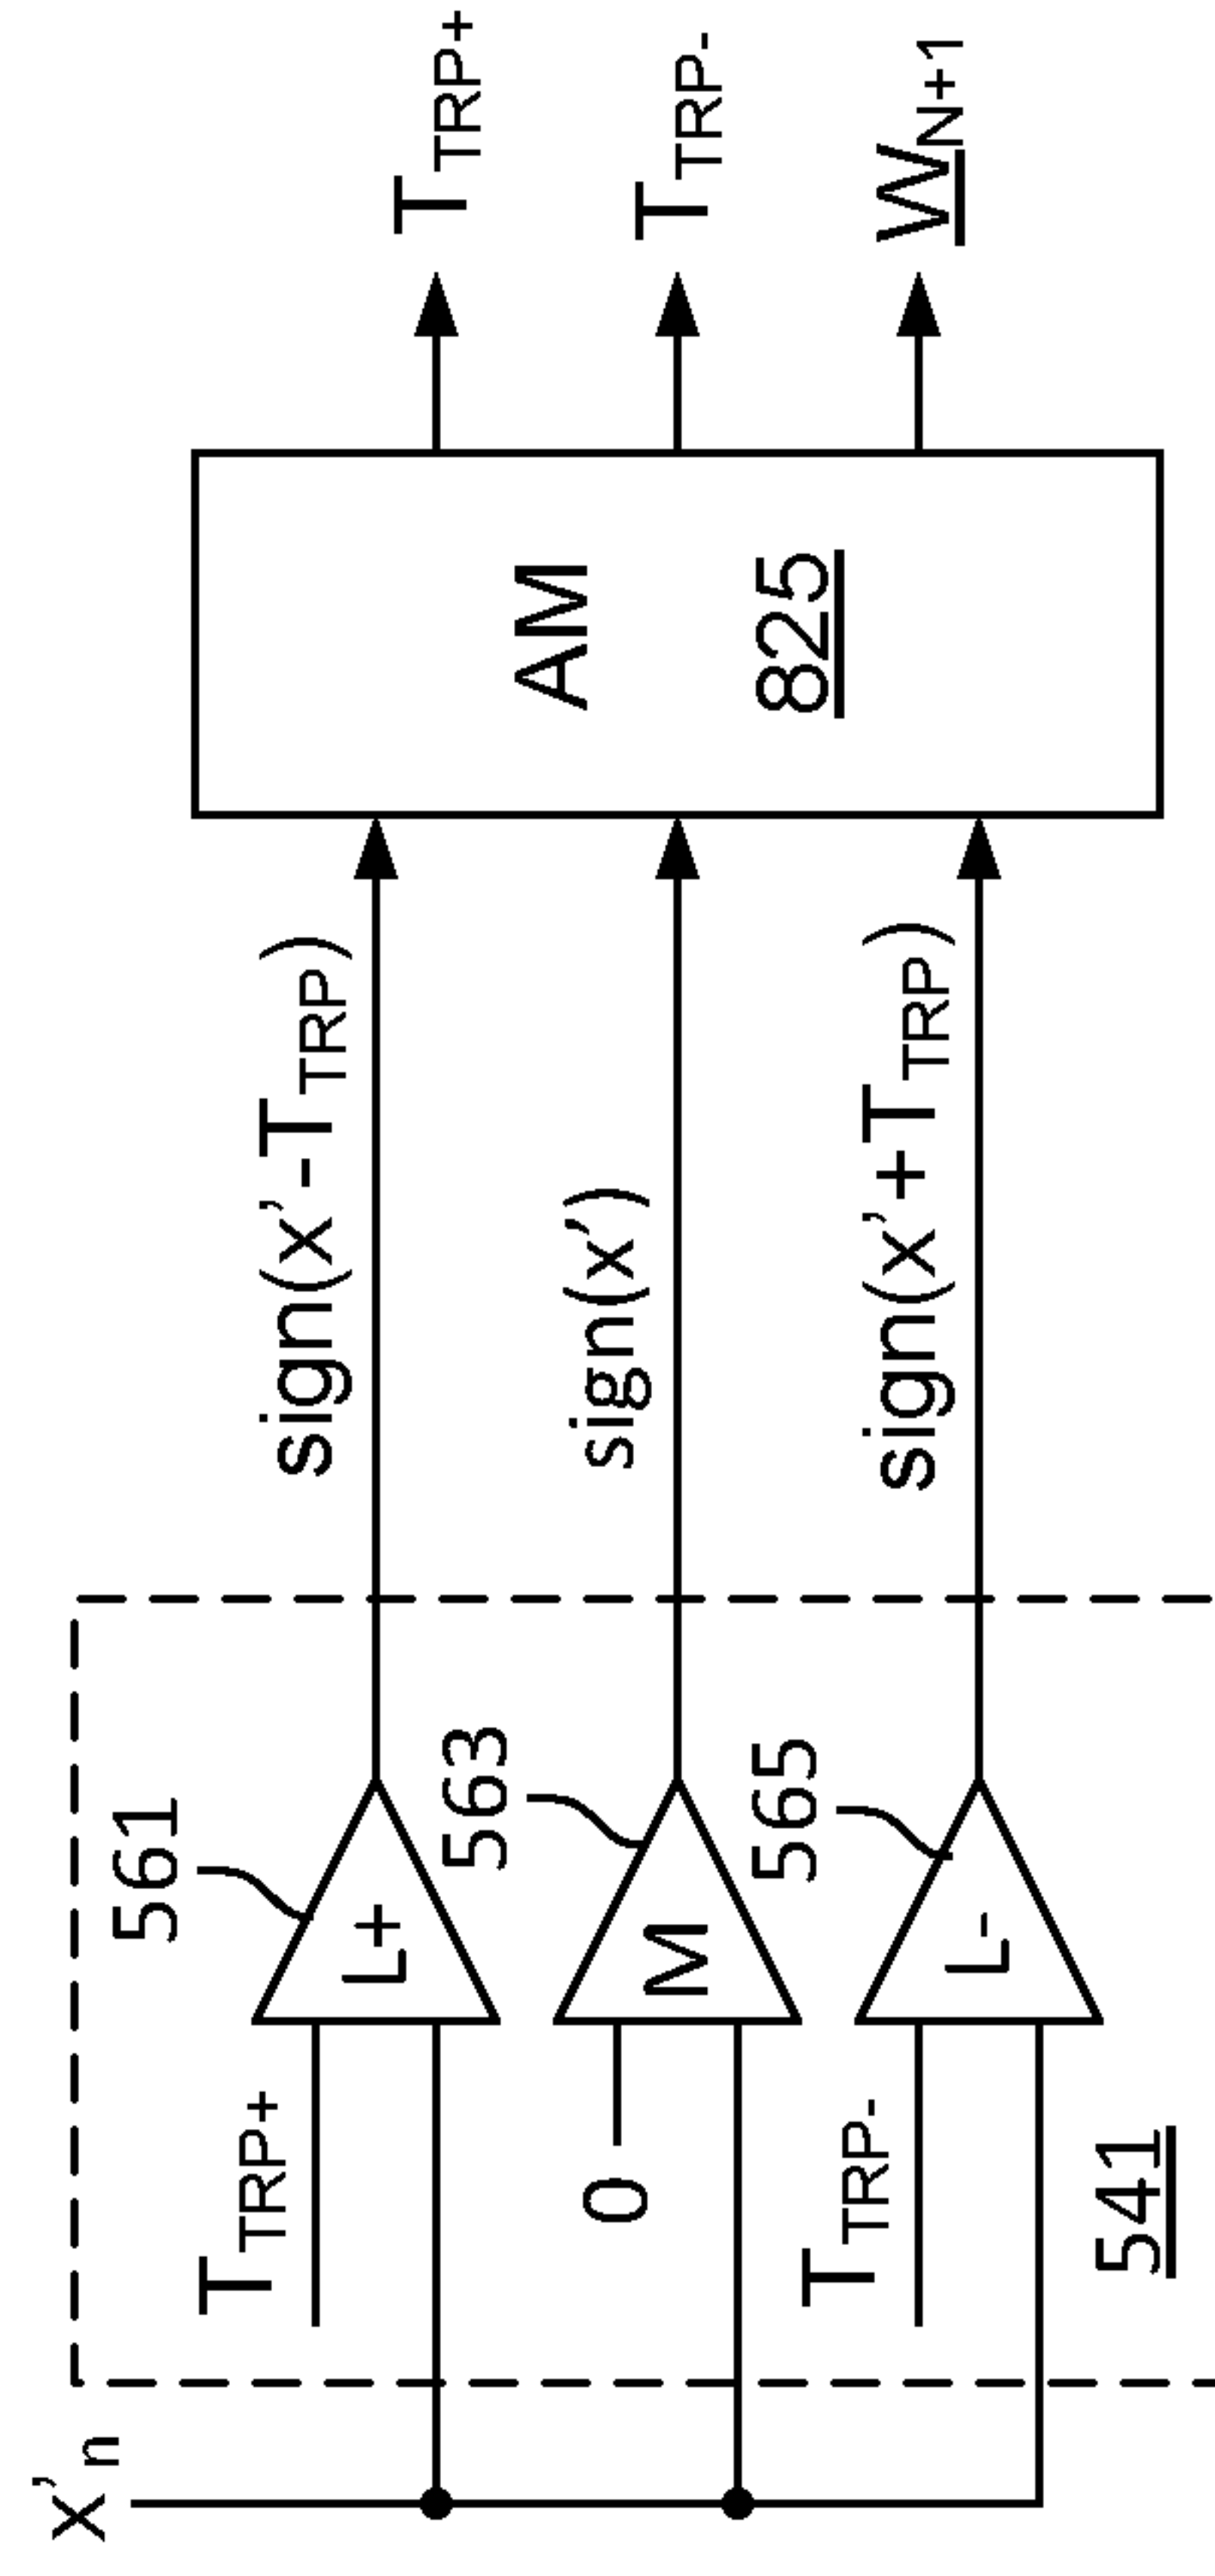 x’n
TTRP+
L+
561
sign(x’-TTRP)
0
M
563
sign(x’)
TTRP-
L-
565
sign(x’+TTRP)
541
AM
825
TTRP+
TTRP-
WN+1